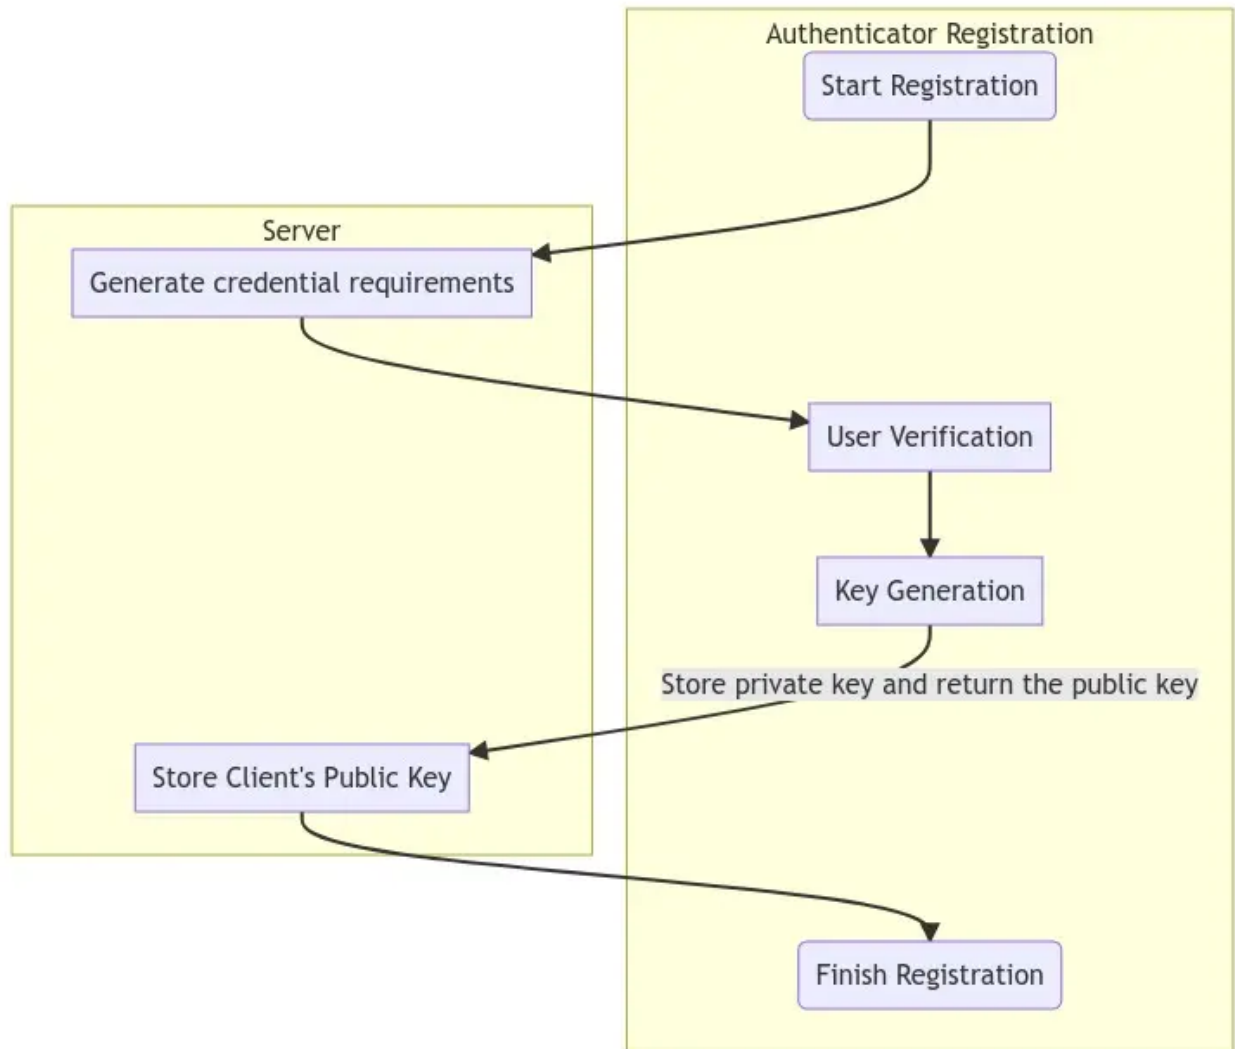 Authenticator Registration
Start Registration
Server
Generate credential requirements
User Verification
Key Generation
Store private key and return the public key
Store Client's Public Key
Finish Registration